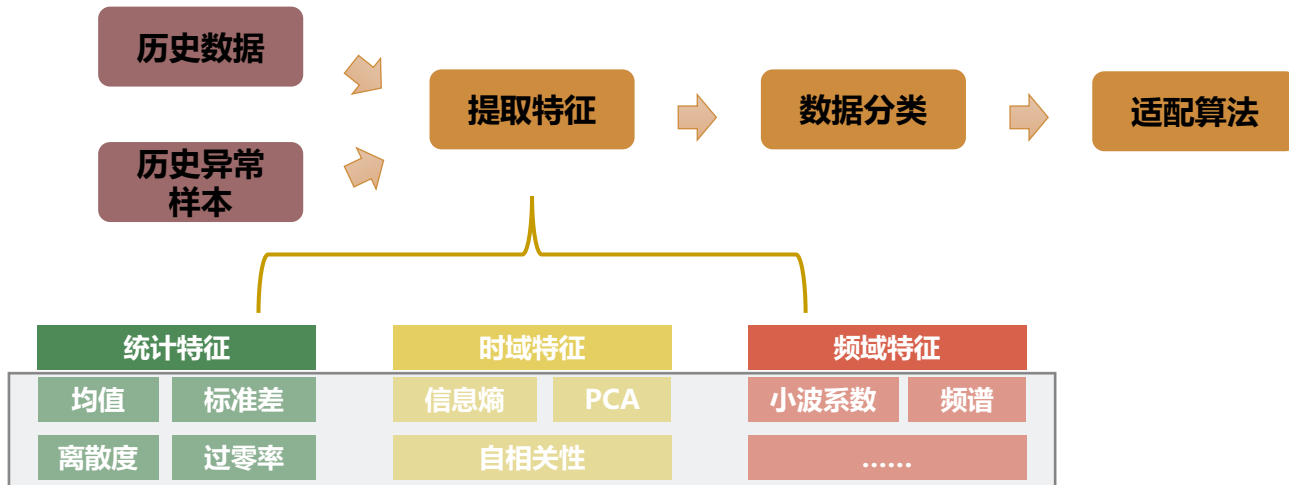 历史数据
历史异常
样本
提取特征
数据分类
适配算法
统计特征
时域特征
频域特征
均值
标准差
信息熵
PCA
小波系数
频谱
离散度
过零率
自相关性
......